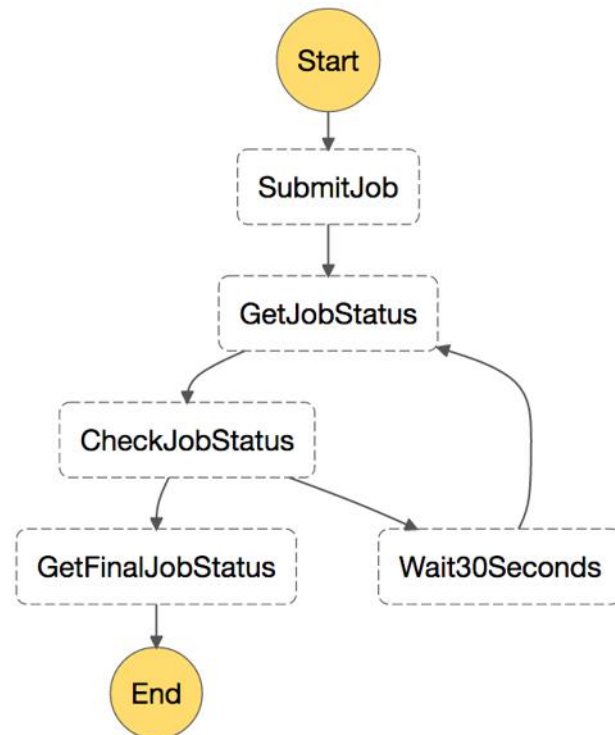 Start
SubmitJob
GetJobStatus
CheckJobStatus
GetFinalJobStatus
Wait30Seconds
End